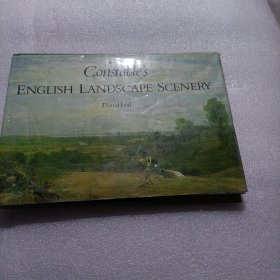 Constable's
ENGLISH LANDSCAPE SCENERY
David Hill